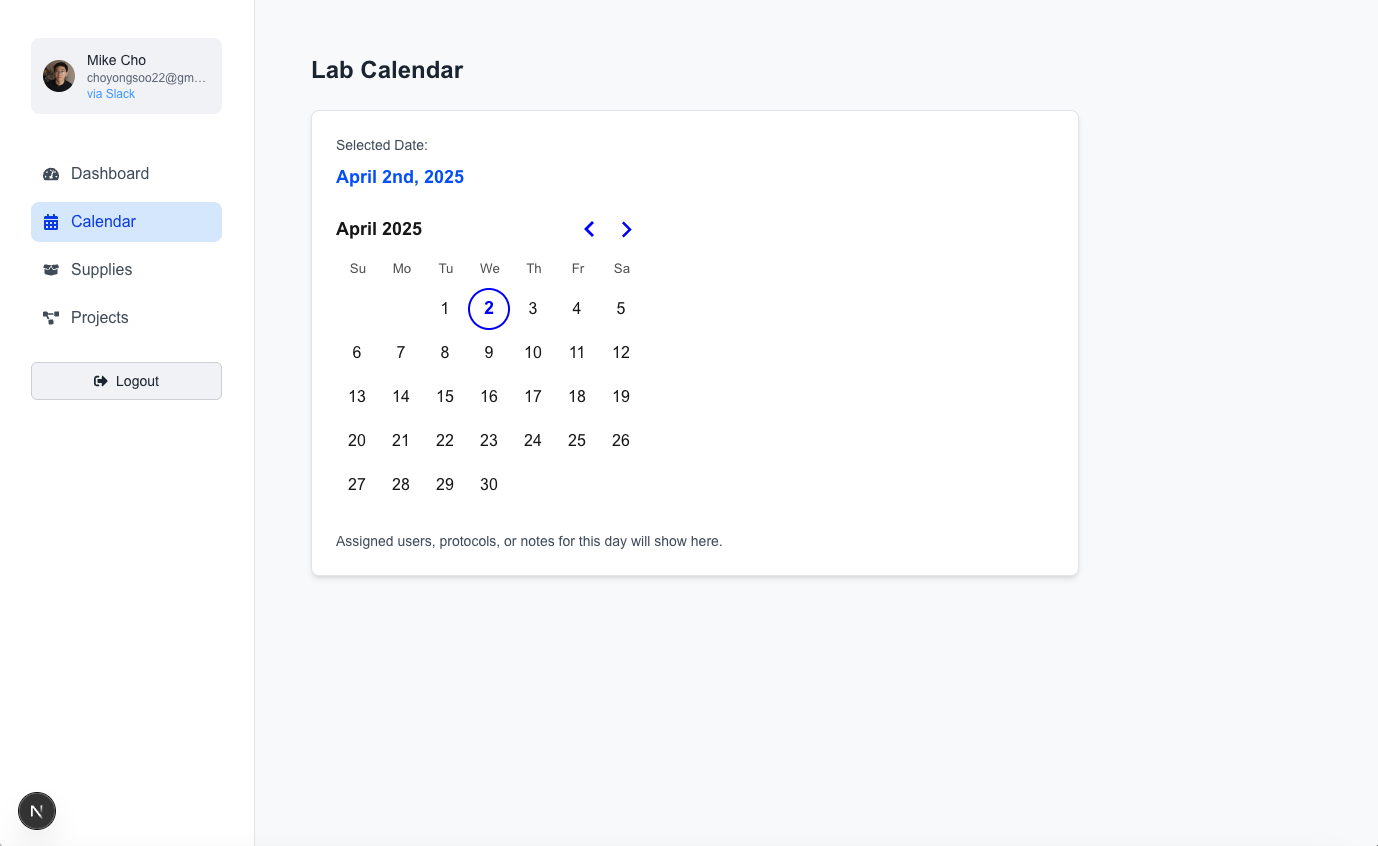 Mike Cho
choyongsoo22@gm...
via Slack
Dashboard
Calendar
Supplies
Projects
Logout
N
Lab Calendar
Selected Date:
April 2nd, 2025
April 2025
Su Mo Tu We Th Fr Sa
1 2 3 4 5
6 7 8 9 10 11 12
13 14 15 16 17 18 19
20 21 22 23 24 25 26
27 28 29 30
Assigned users, protocols, or notes for this day will show here.